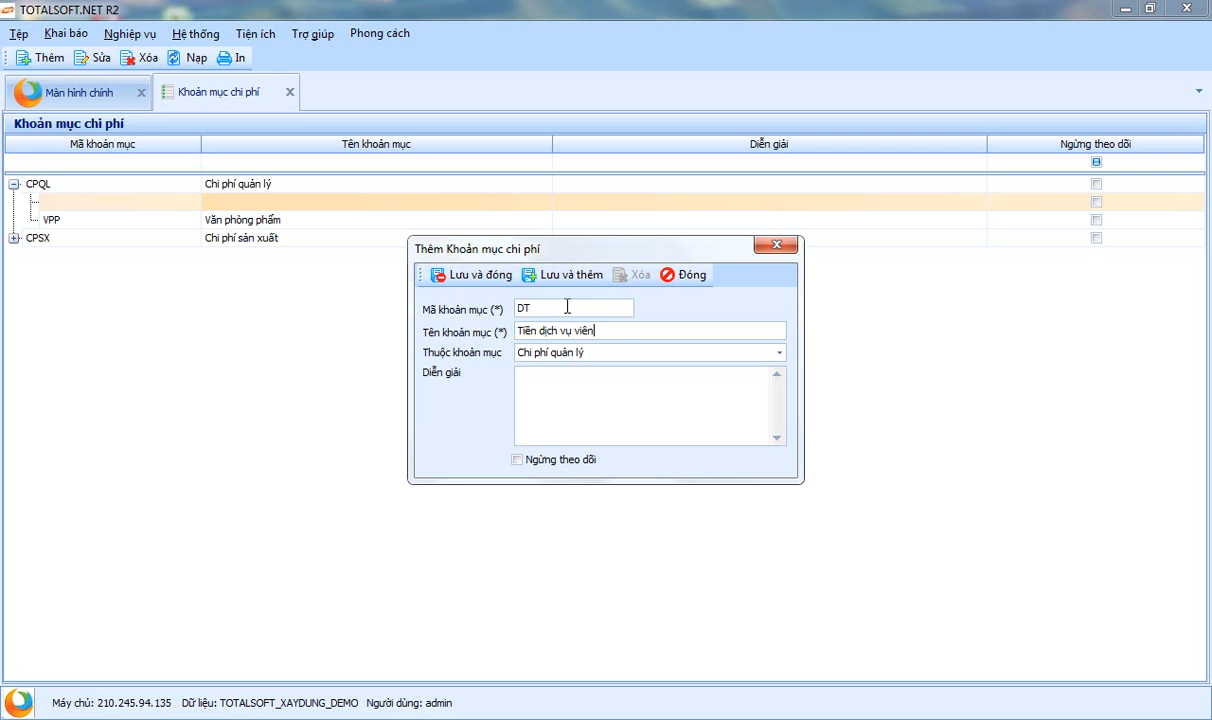 TOTALSOFT.NET R2
Tệp Khai báo Nghiệp vụ Hệ thống Tiện ích Trợ giúp Phong cách
Thêm Sửa Xóa Nạp In
Màn hình chính Khoản mục chi phí
Khoản mục chi phí
Mã khoản mục Tên khoản mục Diễn giải Ngừng theo dõi
CPQL Chi phí quản lý
VPP Văn phòng phẩm
CPSX Chi phí sản xuất
Thêm Khoản mục chi phí
Lưu và đóng Lưu và thêm Xóa Đóng
Mã khoản mục (*) DT
Tên khoản mục (*) Tiền dịch vụ viên
Thuộc khoản mục Chi phí quản lý
Diễn giải
Ngừng theo dõi
Máy chủ: 210.245.94.135 Dữ liệu: TOTALSOFT_XAYDUNG_DEMO Người dùng: admin